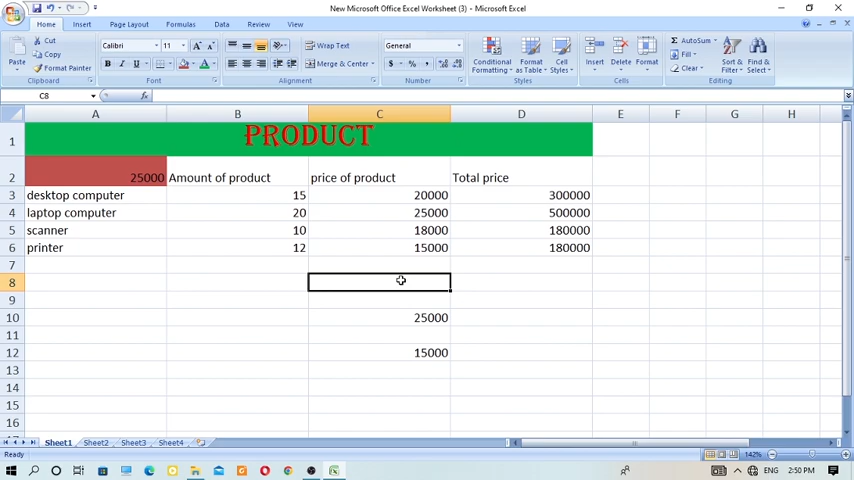 New Microsoft Office Excel Worksheet (3) - Microsoft Excel
Home Insert Page Layout Formulas Data Review View
Paste Cut Copy Format Painter Clipboard
Calibri 11 A A B I U A Font
Wrap Text Merge & Center Alignment
General $ % , Number
Conditional Formatting Format as Table Cell Styles Styles
Insert Delete Format Cells
Σ AutoSum Fill Clear Sort & Filter Find & Select Editing
C8 fx
A B C D E F G H
1 PRODUCT
2 25000 Amount of product price of product Total price
3 desktop computer 15 20000 300000
4 laptop computer 20 25000 500000
5 scanner 10 18000 180000
6 printer 12 15000 180000
7
8
9
10 25000
11
12 15000
13
14
15
16
Sheet1 Sheet2 Sheet3 Sheet4
Ready 142%
ENG 2:50 PM